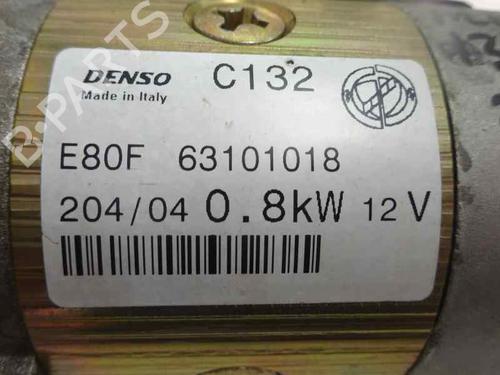 B-PARTS
DENSO C132
Made in Italy
E80F 63101018
204/04 0.8kW 12 V